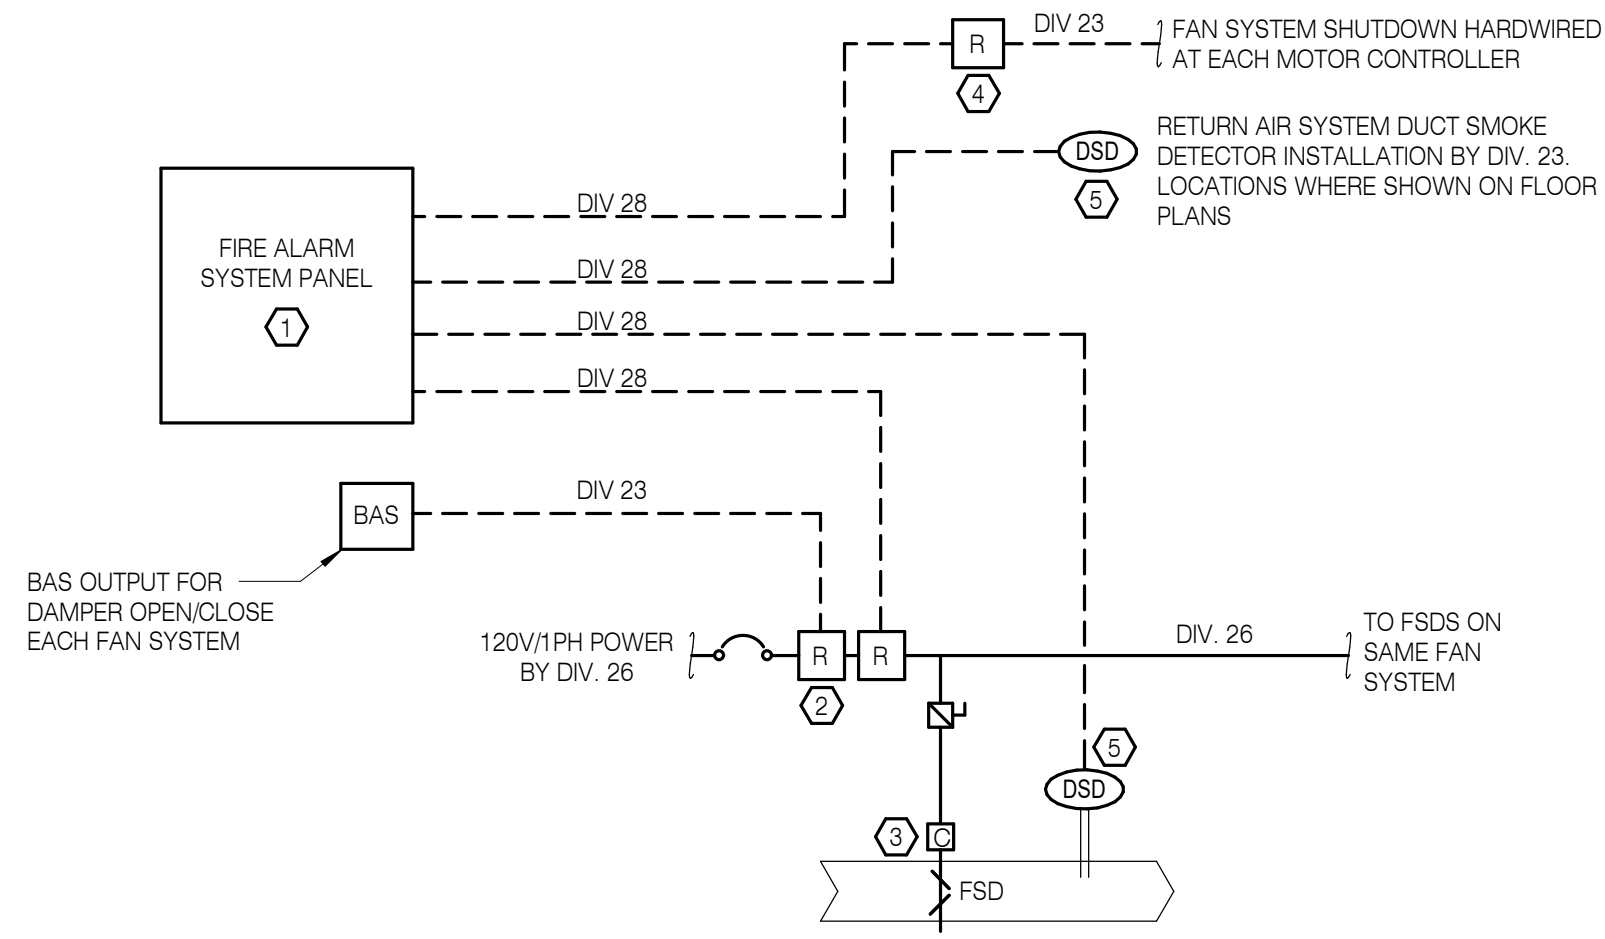 DIV 23
R
4
FAN SYSTEM SHUTDOWN HARDWIRED
AT EACH MOTOR CONTROLLER
DSD
5
RETURN AIR SYSTEM DUCT SMOKE
DETECTOR INSTALLATION BY DIV. 23.
LOCATIONS WHERE SHOWN ON FLOOR
PLANS
FIRE ALARM
SYSTEM PANEL
1
DIV 28
DIV 28
DIV 28
DIV 28
BAS
DIV 23
BAS OUTPUT FOR
DAMPER OPEN/CLOSE
EACH FAN SYSTEM
120V/1PH POWER
BY DIV. 26
R
R
2
DIV. 26
TO FSDS ON
SAME FAN
SYSTEM
5
DSD
3
C
FSD